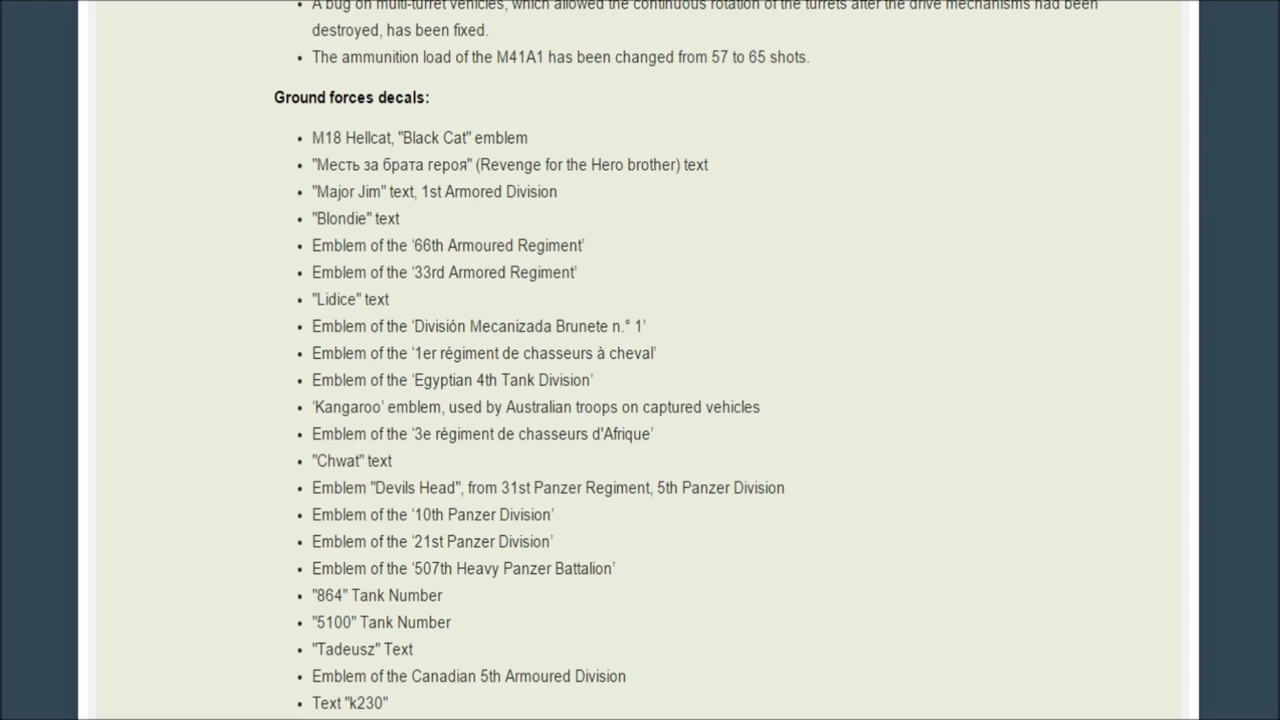 A bug on multi-turret vehicles, which allowed the continuous rotation of the turrets after the drive mechanisms had been
destroyed, has been fixed.
The ammunition load of the M41A1 has been changed from 57 to 65 shots.
Ground forces decals:
M18 Hellcat, "Black Cat" emblem
"Месть за брата героя" (Revenge for the Hero brother) text
"Major Jim" text, 1st Armored Division
"Blondie" text
Emblem of the ‘66th Armoured Regiment’
Emblem of the ‘33rd Armored Regiment’
"Lidice" text
Emblem of the ‘División Mecanizada Brunete n.° 1’
Emblem of the ‘1er régiment de chasseurs à cheval’
Emblem of the ‘Egyptian 4th Tank Division’
‘Kangaroo’ emblem, used by Australian troops on captured vehicles
Emblem of the ‘3e régiment de chasseurs d'Afrique’
"Chwat" text
Emblem "Devils Head", from 31st Panzer Regiment, 5th Panzer Division
Emblem of the ‘10th Panzer Division’
Emblem of the ‘21st Panzer Division’
Emblem of the ‘507th Heavy Panzer Battalion’
"864" Tank Number
"5100" Tank Number
"Tadeusz" Text
Emblem of the Canadian 5th Armoured Division
Text "k230"